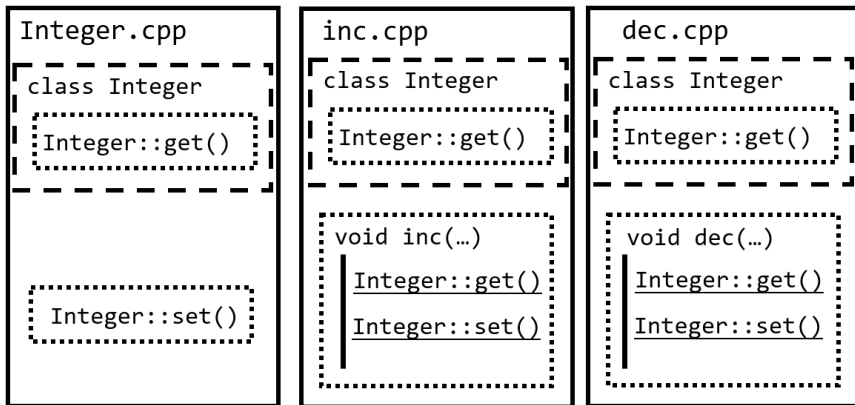 Integer.cpp
class Integer
Integer::get()
Integer::set()
inc.cpp
class Integer
Integer::get()
void inc(…)
Integer::get()
Integer::set()
dec.cpp
class Integer
Integer::get()
void dec(…)
Integer::get()
Integer::set()